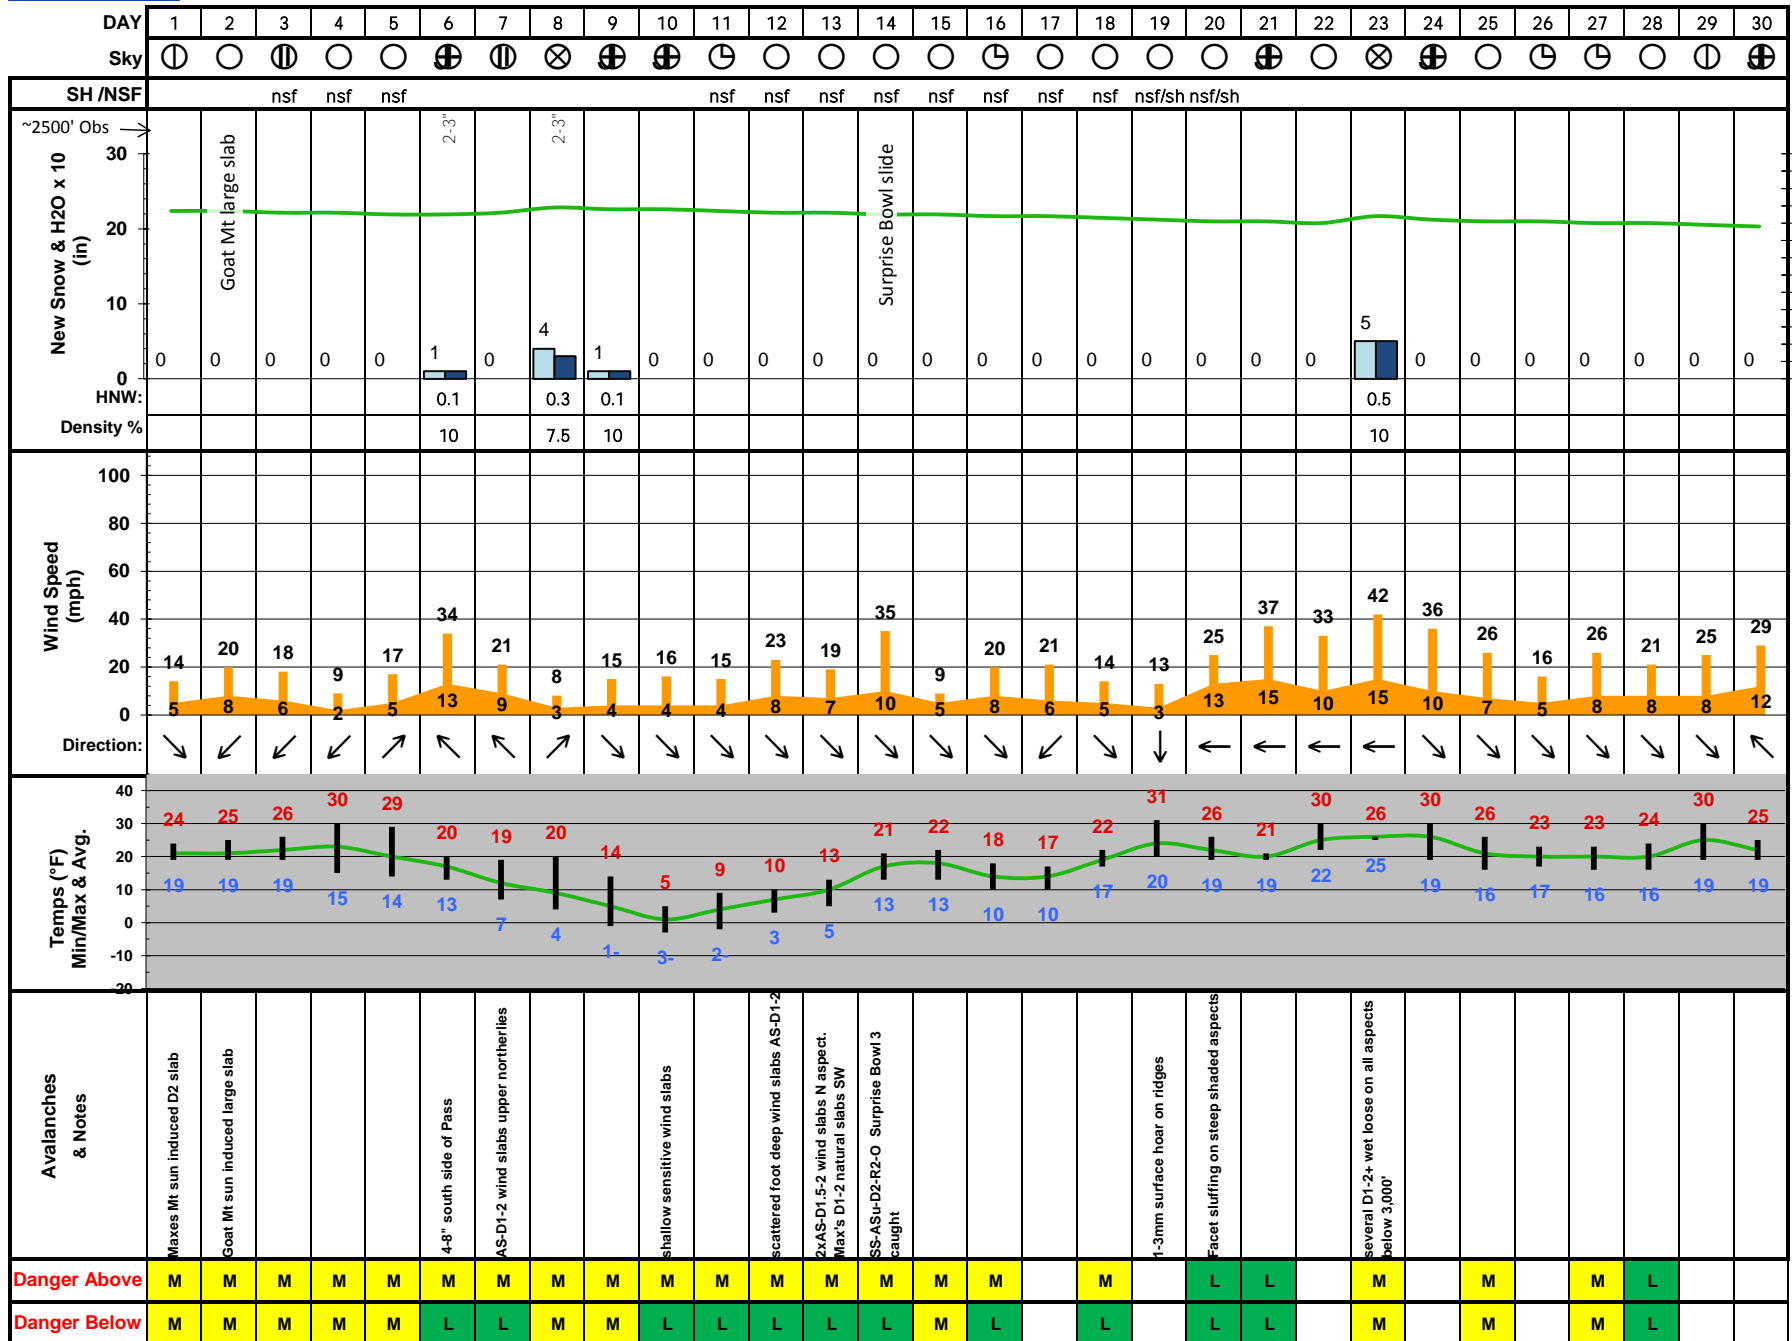 DAY 1 2 3 4 5 6 7 8 9 10 11 12 13 14 15 16 17 18 19 20 21 22 23 24 25 26 27 28 29 30
Sky
SH /NSF nsf nsf nsf nsf nsf nsf nsf nsf nsf nsf nsf nsf/sh nsf/sh
~2500' Obs
2-3"
2-3"
Goat Mt large slab
Surprise Bowl slide
New Snow & H2O x 10
(in)
30
20
10
0
0 0 0 0 0 1 0 4 1 0 0 0 0 0 0 0 0 0 0 0 0 0 5 0 0 0 0 0 0 0
HNW: 0.1 0.3 0.1 0.5
Density % 10 7.5 10 10
Wind Speed
(mph)
100
80
60
40
20
0
14 20 18 9 17 34 21 8 15 16 15 23 19 35 9 20 21 14 13 25 37 33 42 36 26 16 26 21 25 29
5 8 6 2 5 13 9 3 4 4 4 8 7 10 5 8 6 5 3 13 15 10 15 10 7 5 8 8 8 12
Direction:
Temps (°F)
Min/Max & Avg.
40
30
20
10
0
-10
-20
24 25 26 30 29 20 19 20 14 5 9 10 13 21 22 18 17 22 31 26 21 30 26 30 26 23 23 24 30 25
19 19 19 15 14 13 7 4 1- 3- 2- 3 5 13 13 10 10 17 20 19 19 22 25 19 16 17 16 16 19 19
Avalanches
& Notes
Maxes Mt sun induced D2 slab
Goat Mt sun induced large slab
4-8" south side of Pass
AS-D1-2 wind slabs upper northerlies
shallow sensitive wind slabs
scattered foot deep wind slabs AS-D1-2
2xAS-D1.5-2 wind slabs N aspect.
Max's D1-2 natural slabs SW
SS-ASu-D2-R2-O Surprise Bowl 3
caught
1-3mm surface hoar on ridges
Facet sluffing on steep shaded aspects
several D1-2+ wet loose on all aspects
below 3,000'
Danger Above M M M M M M M M M M M M M M M M M L L M M M L
Danger Below M M M M M L L M M L L L L L M L L L L M M M L